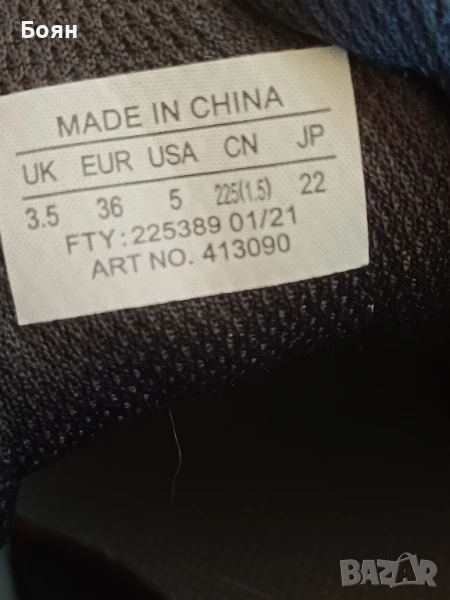 Боян
MADE IN CHINA
UK EUR USA CN JP
3.5 36 5 225(1.5) 22
FTY: 225389 01/21
ART NO. 413090
BAZAR